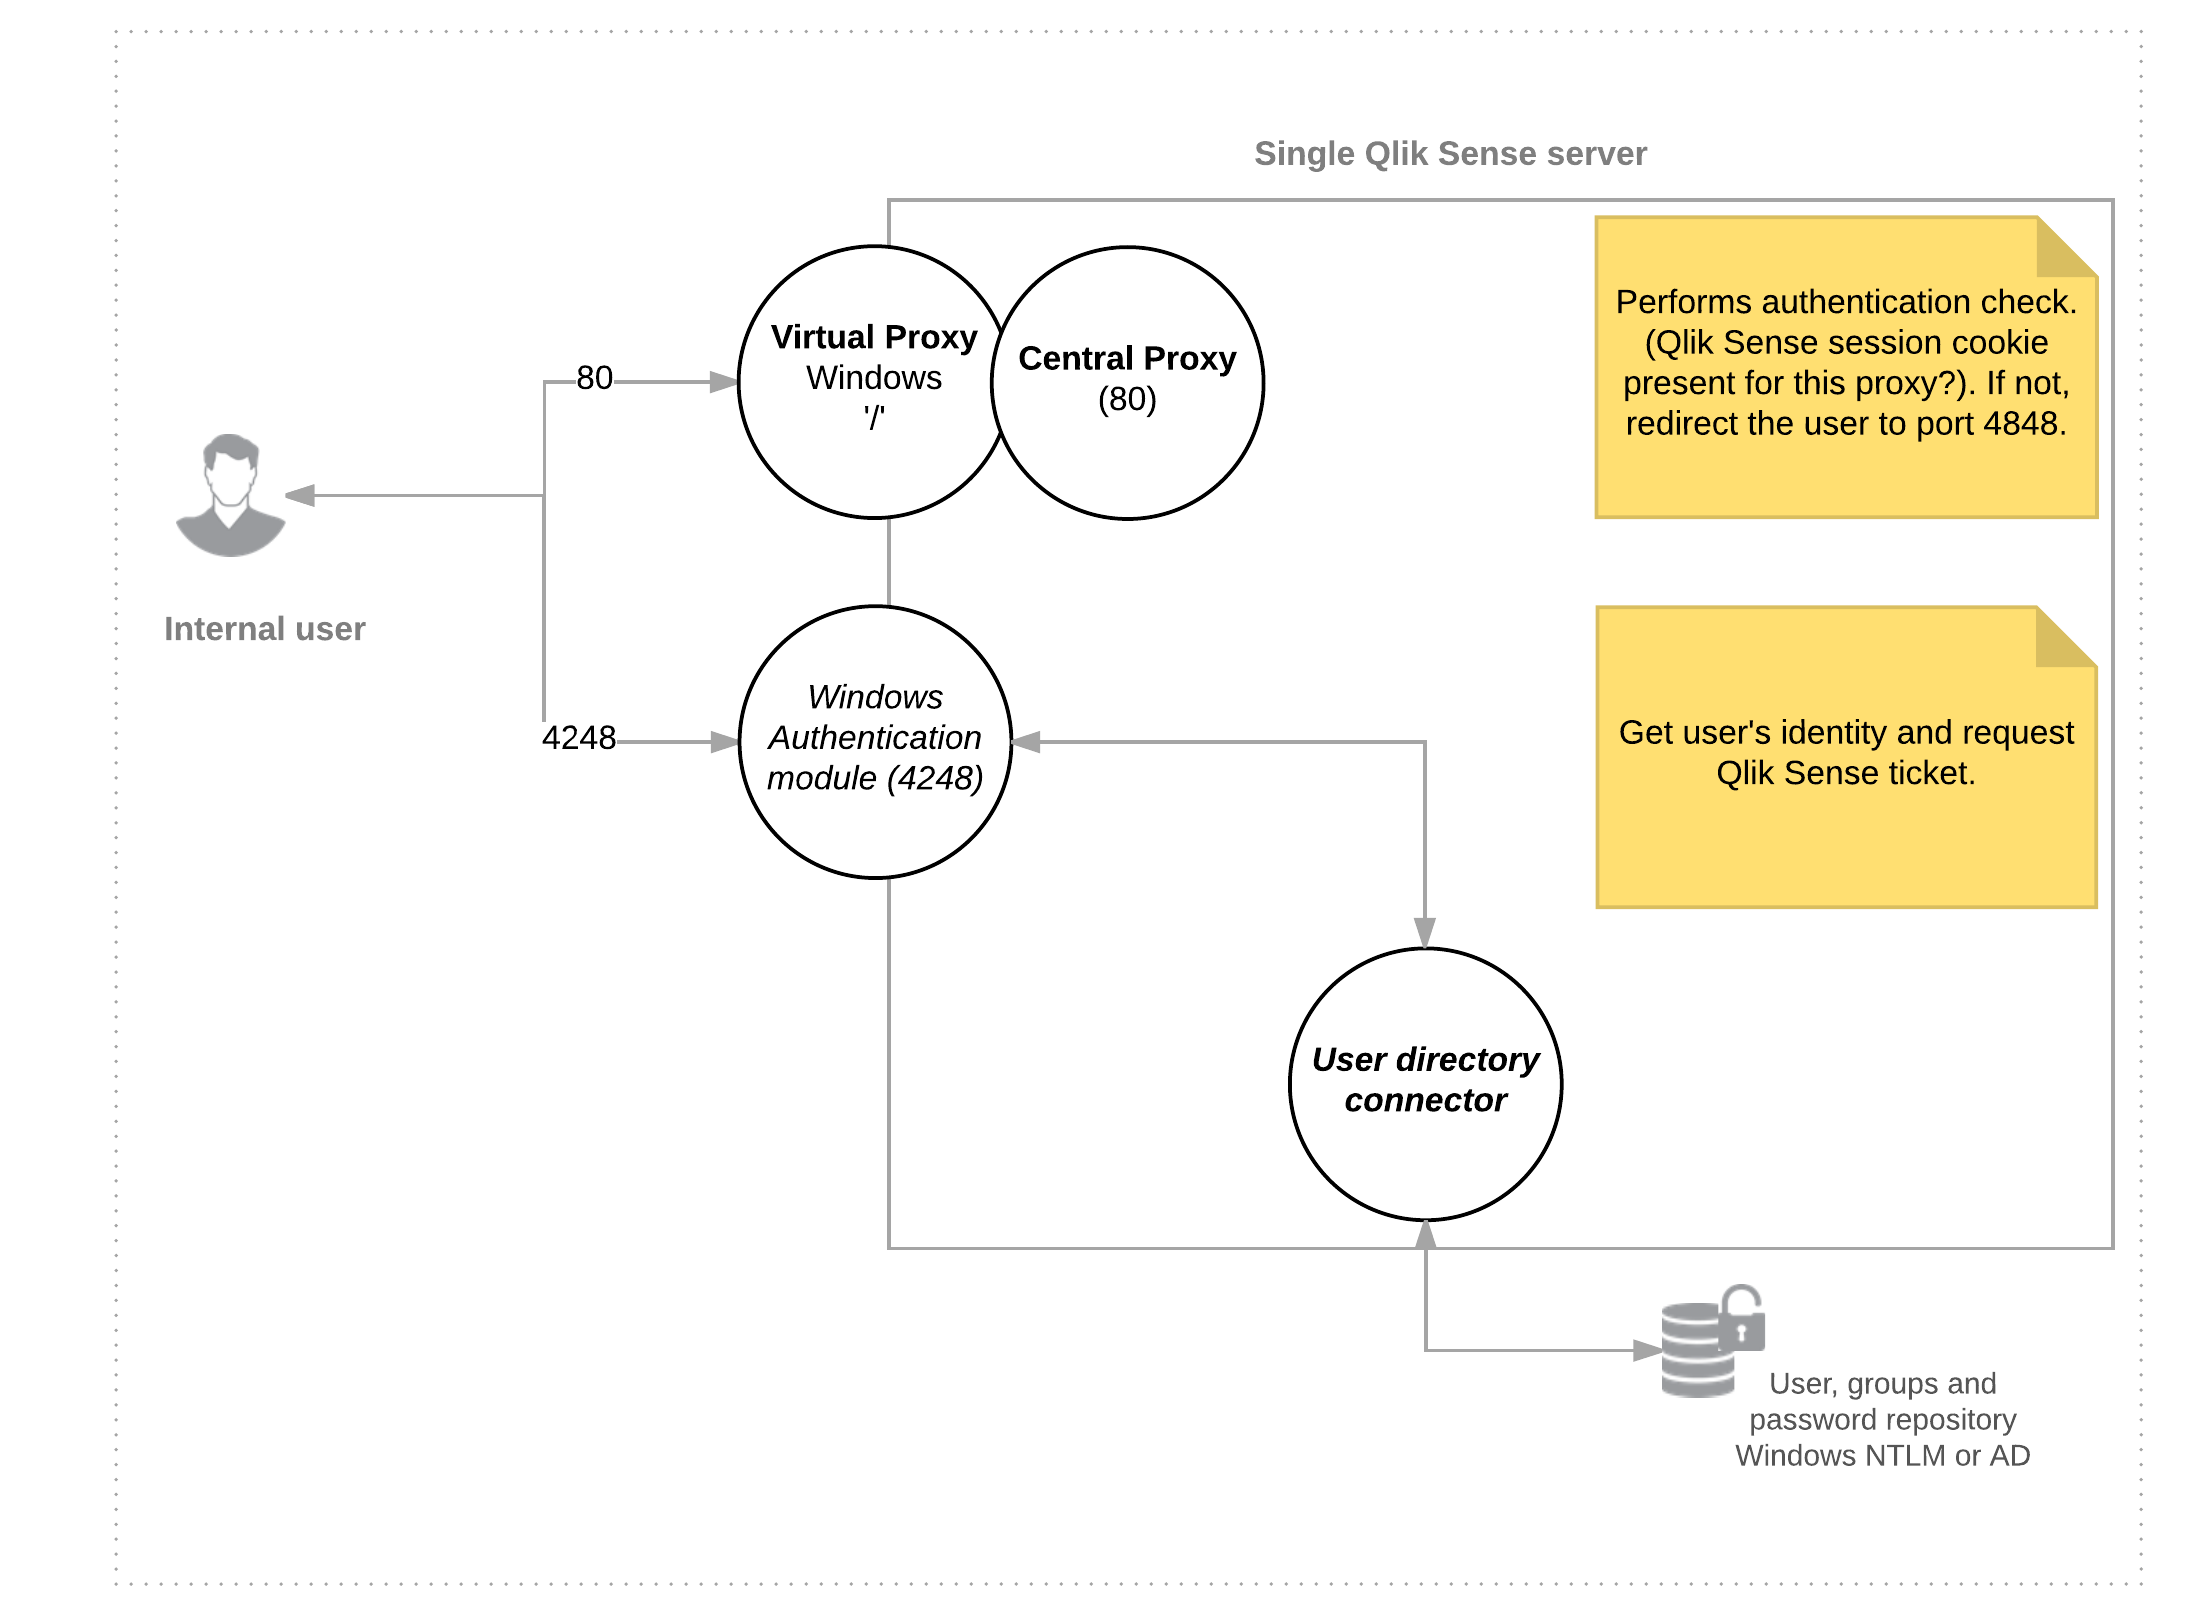 Single Qlik Sense server
Performs authentication check.
(Qlik Sense session cookie
present for this proxy?). If not,
redirect the user to port 4848.
Virtual Proxy
Windows
'/'
Central Proxy
(80)
80
Internal user
4248
Windows
Authentication
module (4248)
Get user's identity and request
Qlik Sense ticket.
User directory
connector
User, groups and
password repository
Windows NTLM or AD